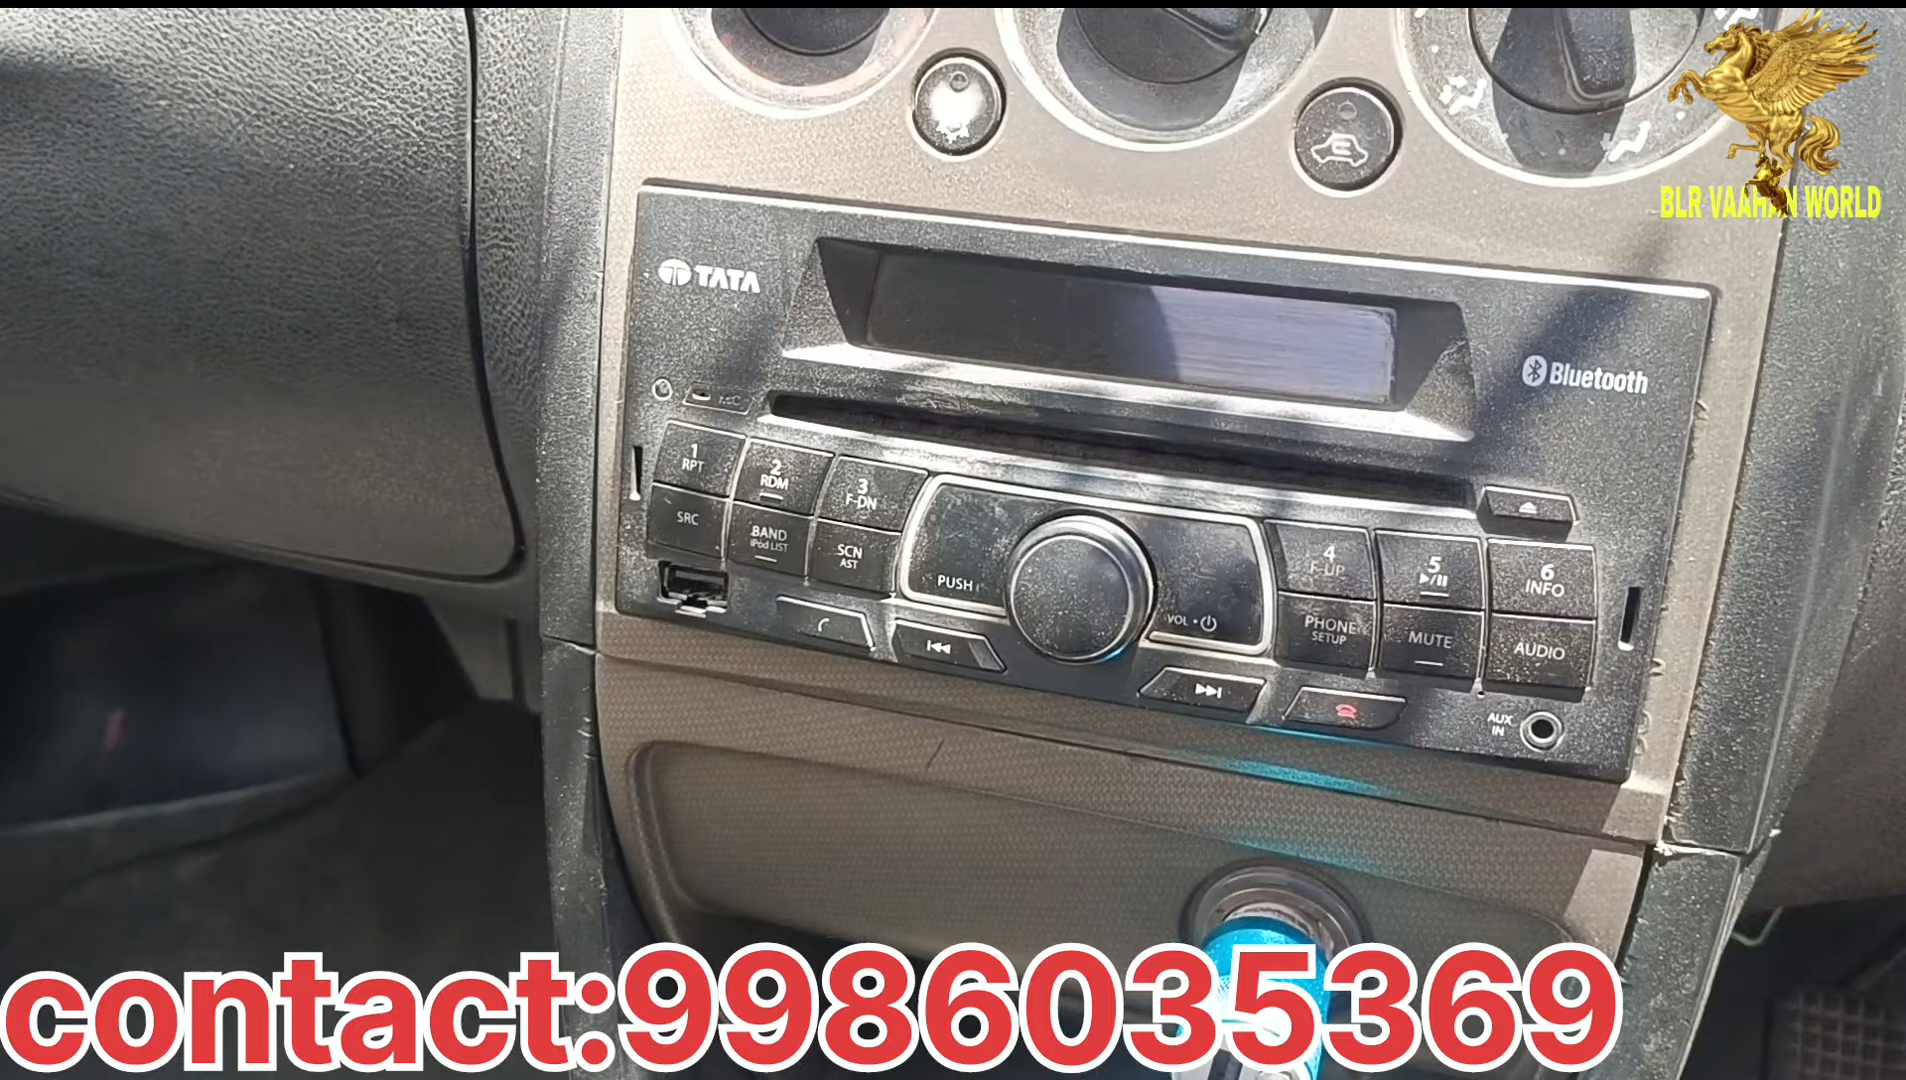 BLR VAAHAN WORLD
TATA
Bluetooth
1
RPT
2
RDM
3
F-DN
SRC
BAND
iPod LIST
SCN
AST
PUSH
VOL
4
F-UP
5
6
INFO
PHONE
SETUP
MUTE
AUDIO
AUX
IN
contact:9986035369